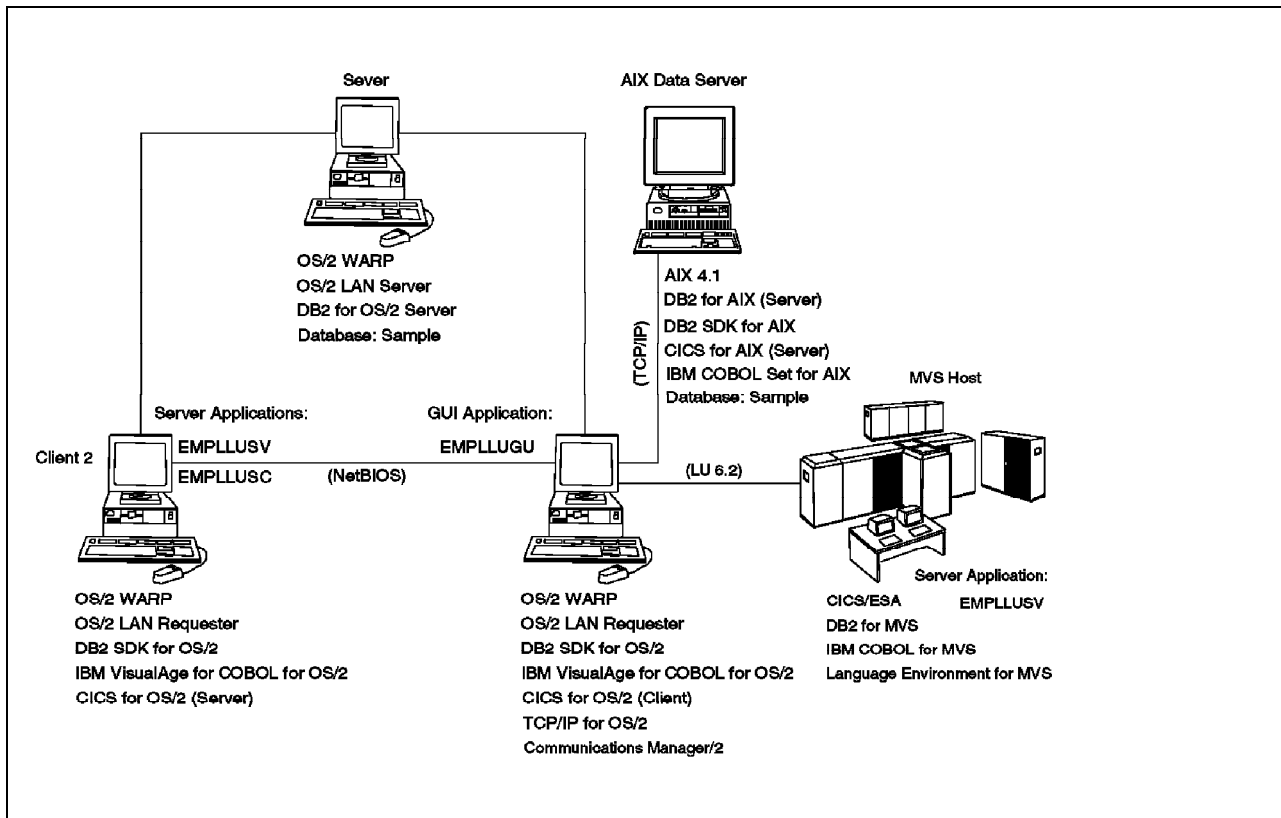 Sever
OS/2 WARP
OS/2 LAN Server
DB2 for OS/2 Server
Database: Sample
AIX Data Server
AIX 4.1
DB2 for AIX (Server)
DB2 SDK for AIX
CICS for AIX (Server)
IBM COBOL Set for AIX
Database: Sample
(TCP/IP)
MVS Host
Server Applications:
EMPLLUSV
EMPLLUSC
Client 2
(NetBIOS)
GUI Application:
EMPLLUGU
(LU 6.2)
OS/2 WARP
OS/2 LAN Requester
DB2 SDK for OS/2
IBM VisualAge for COBOL for OS/2
CICS for OS/2 (Server)
OS/2 WARP
OS/2 LAN Requester
DB2 SDK for OS/2
IBM VisualAge for COBOL for OS/2
CICS for OS/2 (Client)
TCP/IP for OS/2
Communications Manager/2
Server Application:
EMPLLUSV
CICS/ESA
DB2 for MVS
IBM COBOL for MVS
Language Environment for MVS